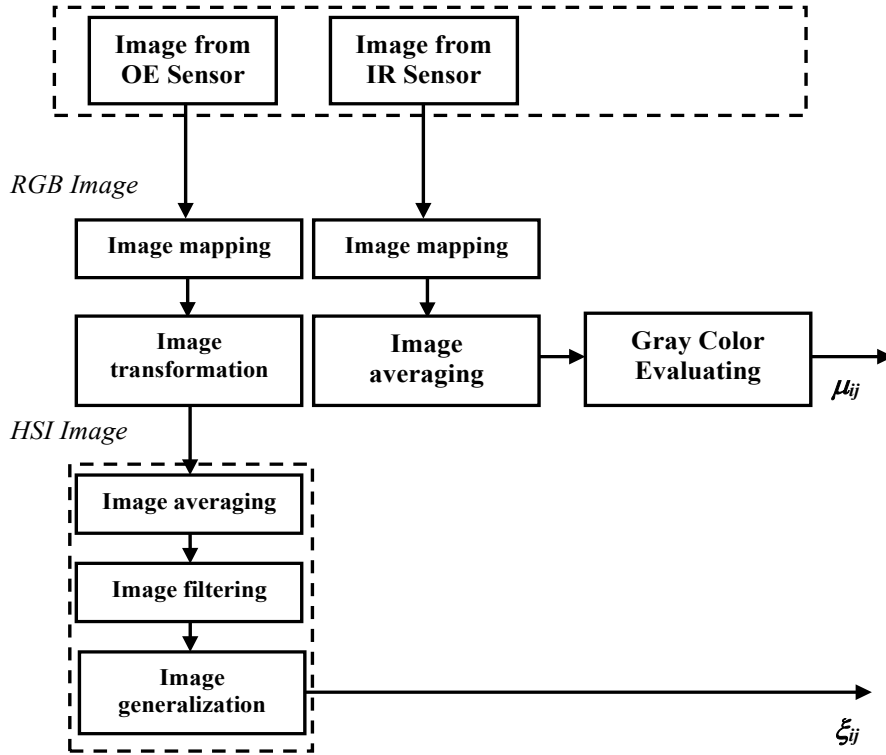 Image from
OE Sensor
Image from
IR Sensor
RGB Image
Image mapping
Image mapping
Image
transformation
Image
averaging
Gray Color
Evaluating
μij
HSI Image
Image averaging
Image filtering
Image
generalization
ξij